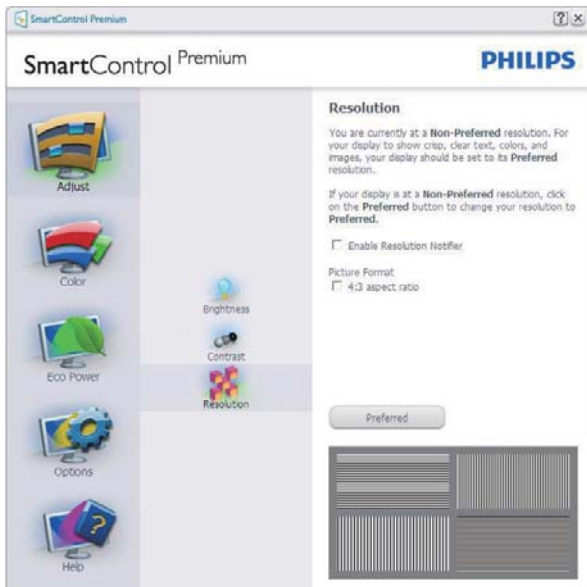 SmartControl Premium
SmartControl Premium
PHILIPS
Adjust
Color
Eco Power
Options
Help
Brightness
Contrast
Resolution
Resolution
You are currently at a Non-Preferred resolution. For
your display to show crisp, clear text, colors, and
images, your display should be set to its Preferred
resolution.
If your display is at a Non-Preferred resolution, click
on the Preferred button to change your resolution to
Preferred.
Enable Resolution Notifier
Picture Format
4:3 aspect ratio
Preferred